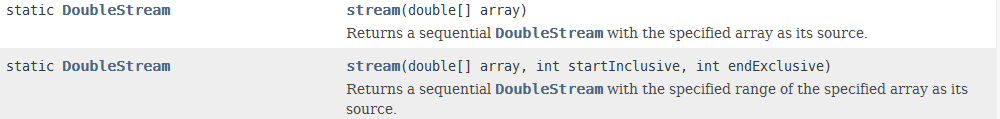 static DoubleStream stream(double[] array)
Returns a sequential DoubleStream with the specified array as its source.
static DoubleStream stream(double[] array, int startInclusive, int endExclusive)
Returns a sequential DoubleStream with the specified range of the specified array as its
source.